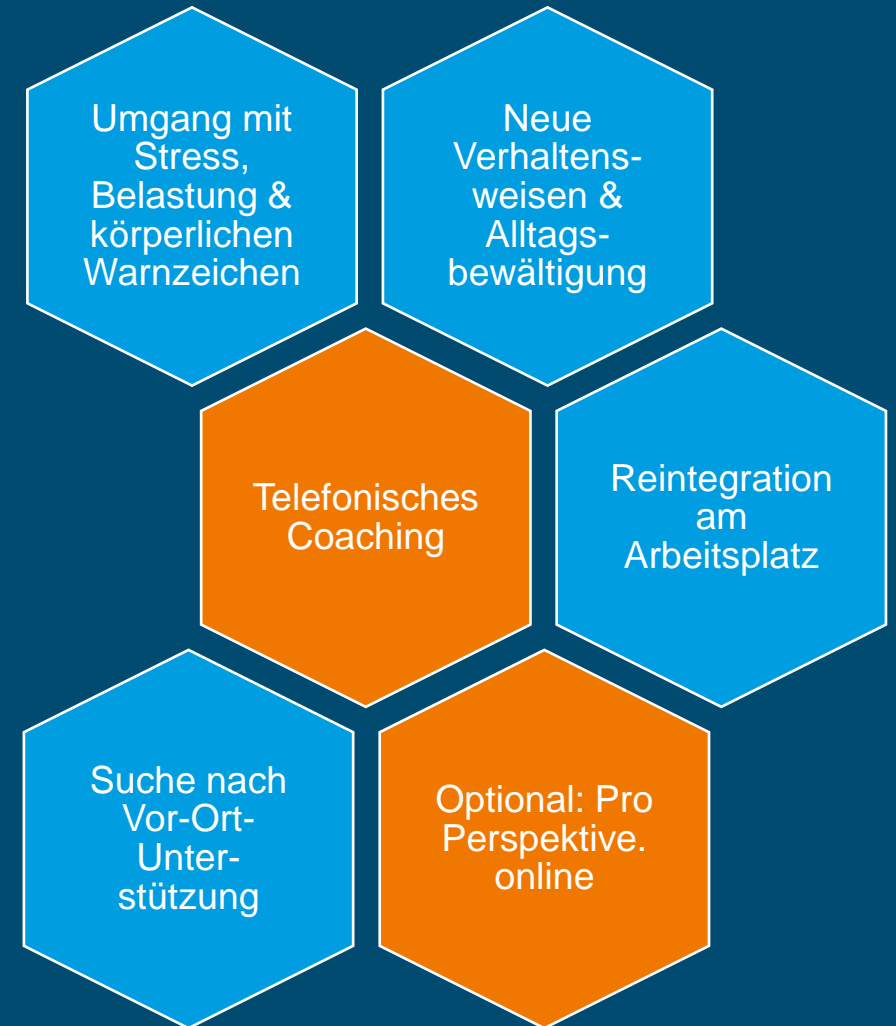 Umgang mit
Stress,
Belastung &
körperlichen
Warnzeichen
Neue
Verhaltens-
weisen &
Alltags-
bewältigung
Telefonisches
Coaching
Reintegration
am
Arbeitsplatz
Suche nach
Vor-Ort-
Unter-
stützung
Optional: Pro
Perspektive.
online